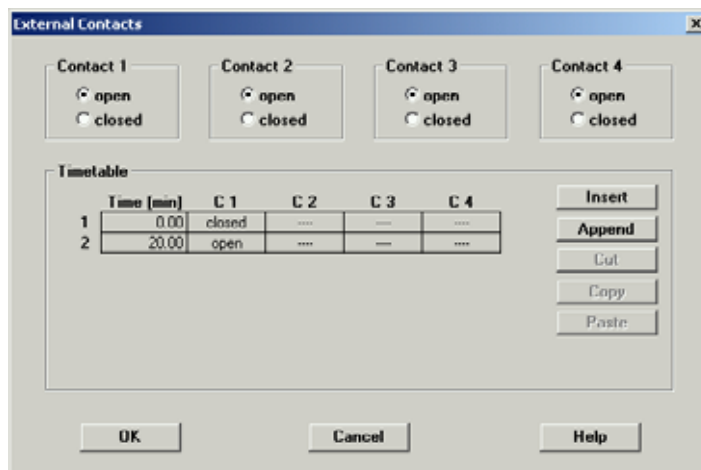 External Contacts
Contact 1 Contact 2 Contact 3 Contact 4
open open open open
closed closed closed closed
Timetable
Time [min] C 1 C 2 C 3 C 4
1 0.00 closed ---- ---- ----
2 20.00 open ---- ---- ----
Insert
Append
Cut
Copy
Paste
OK Cancel Help